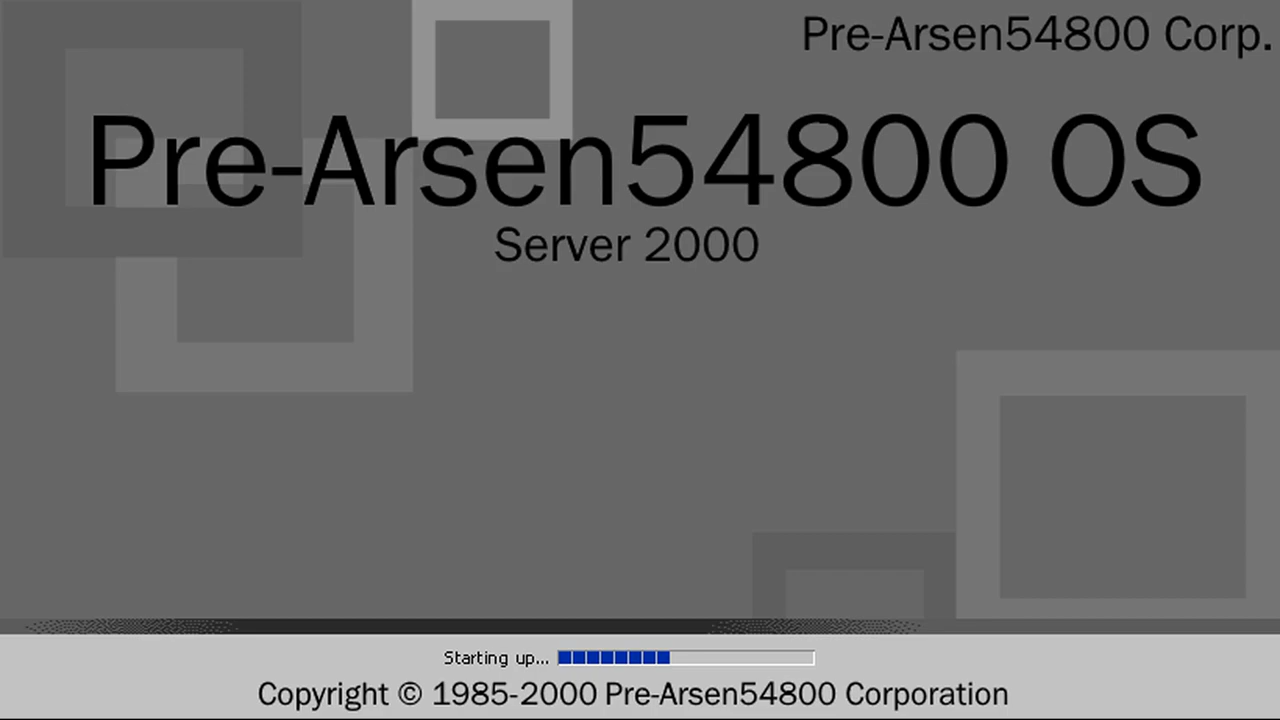 Pre-Arsen54800 Corp.
Pre-Arsen54800 OS
Server 2000
Starting up...
Copyright © 1985-2000 Pre-Arsen54800 Corporation